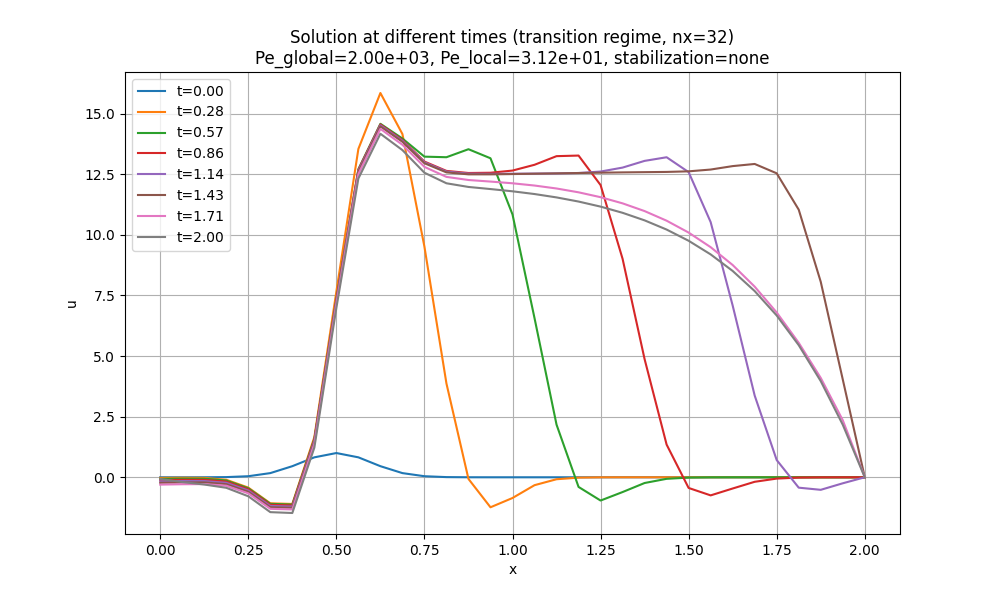 Solution at different times (transition regime, nx=32)
Pe_global=2.00e+03, Pe_local=3.12e+01, stabilization=none
t=0.00
t=0.28
t=0.57
t=0.86
t=1.14
t=1.43
t=1.71
t=2.00
15.0
12.5
10.0
7.5
5.0
2.5
0.0
u
0.00 0.25 0.50 0.75 1.00 1.25 1.50 1.75 2.00
x